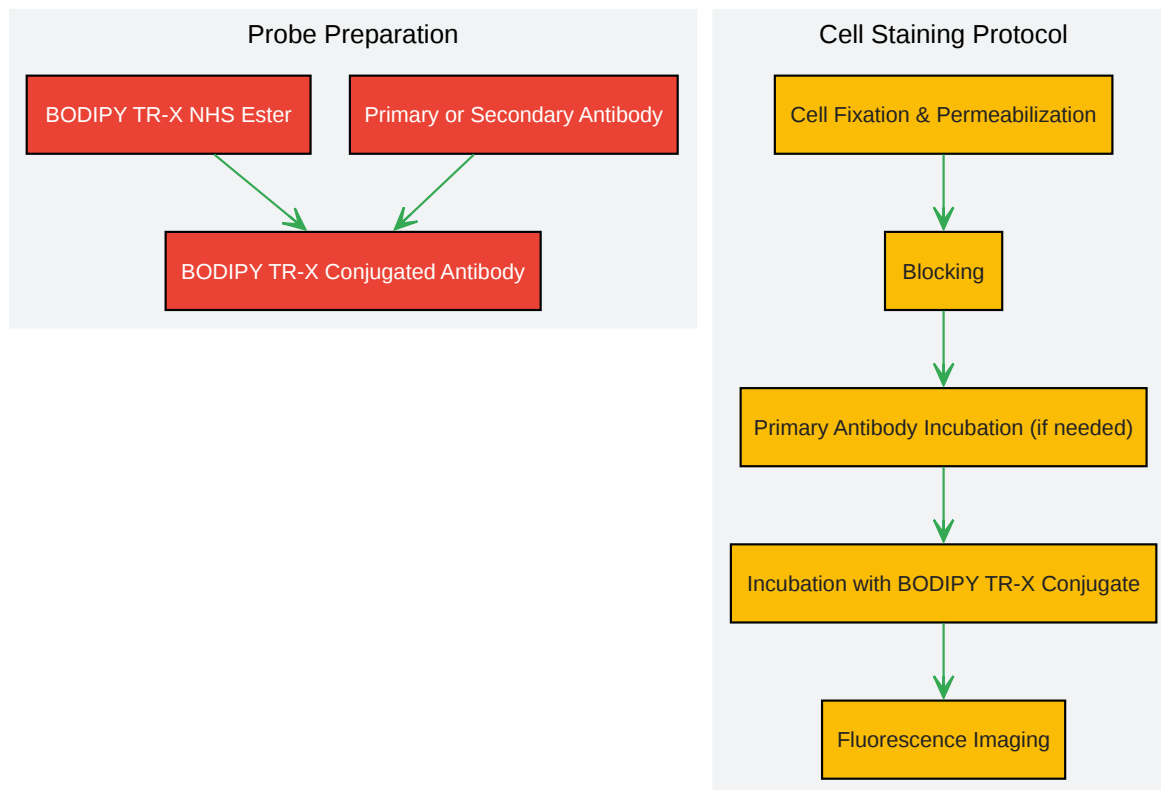 Probe Preparation
BODIPY TR-X NHS Ester
Primary or Secondary Antibody
BODIPY TR-X Conjugated Antibody
Cell Staining Protocol
Cell Fixation & Permeabilization
Blocking
Primary Antibody Incubation (if needed)
Incubation with BODIPY TR-X Conjugate
Fluorescence Imaging